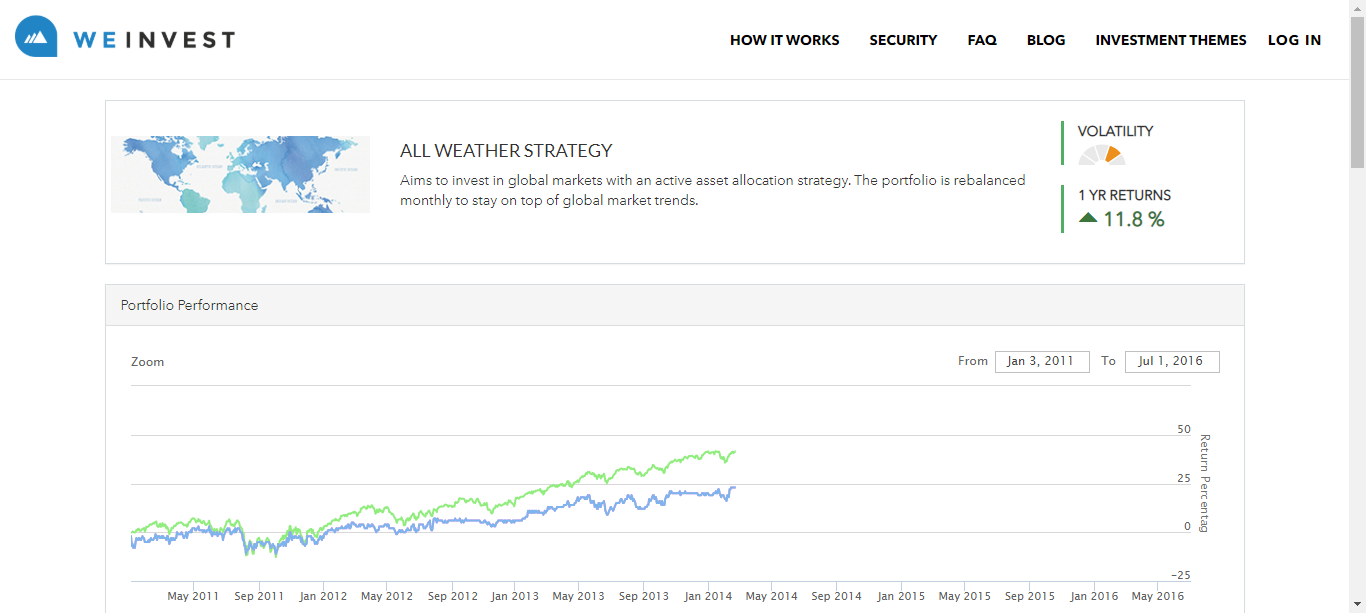 WEINVEST
HOW IT WORKS
SECURITY
FAQ
BLOG
INVESTMENT THEMES
LOG IN
ALL WEATHER STRATEGY
Aims to invest in global markets with an active asset allocation strategy. The portfolio is rebalanced
monthly to stay on top of global market trends.
VOLATILITY
1 YR RETURNS
11.8 %
Portfolio Performance
Zoom
From
Jan 3, 2011
To
Jul 1, 2016
50
25
0
-25
Return Percentag
May 2011
Sep 2011
Jan 2012
May 2012
Sep 2012
Jan 2013
May 2013
Sep 2013
Jan 2014
May 2014
Sep 2014
Jan 2015
May 2015
Sep 2015
Jan 2016
May 2016